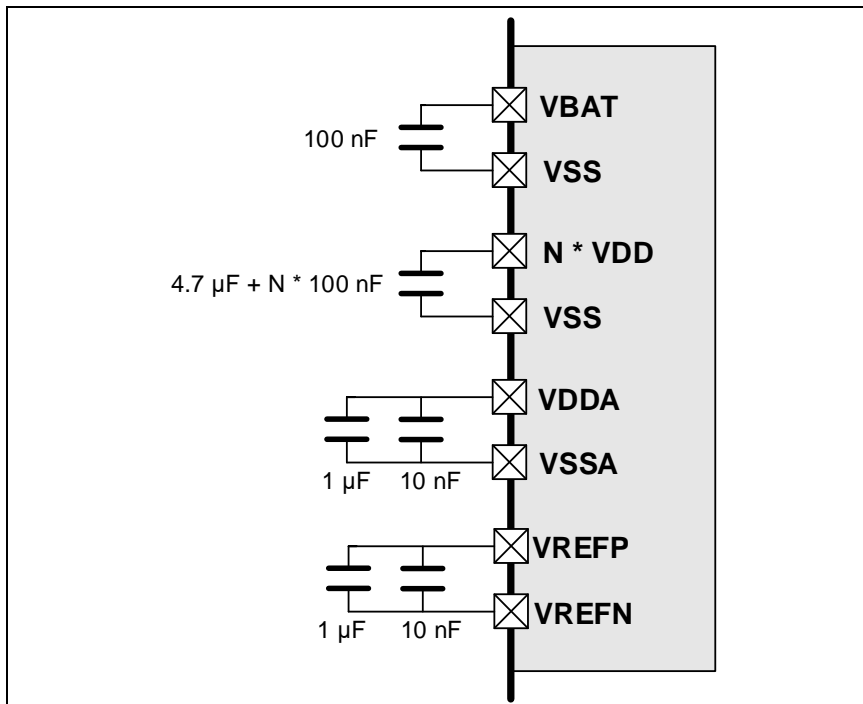 VBAT
100 nF
VSS
N * VDD
4.7 μF + N * 100 nF
VSS
VDDA
VSSA
1 μF 10 nF
VREFP
VREFN
1 μF 10 nF